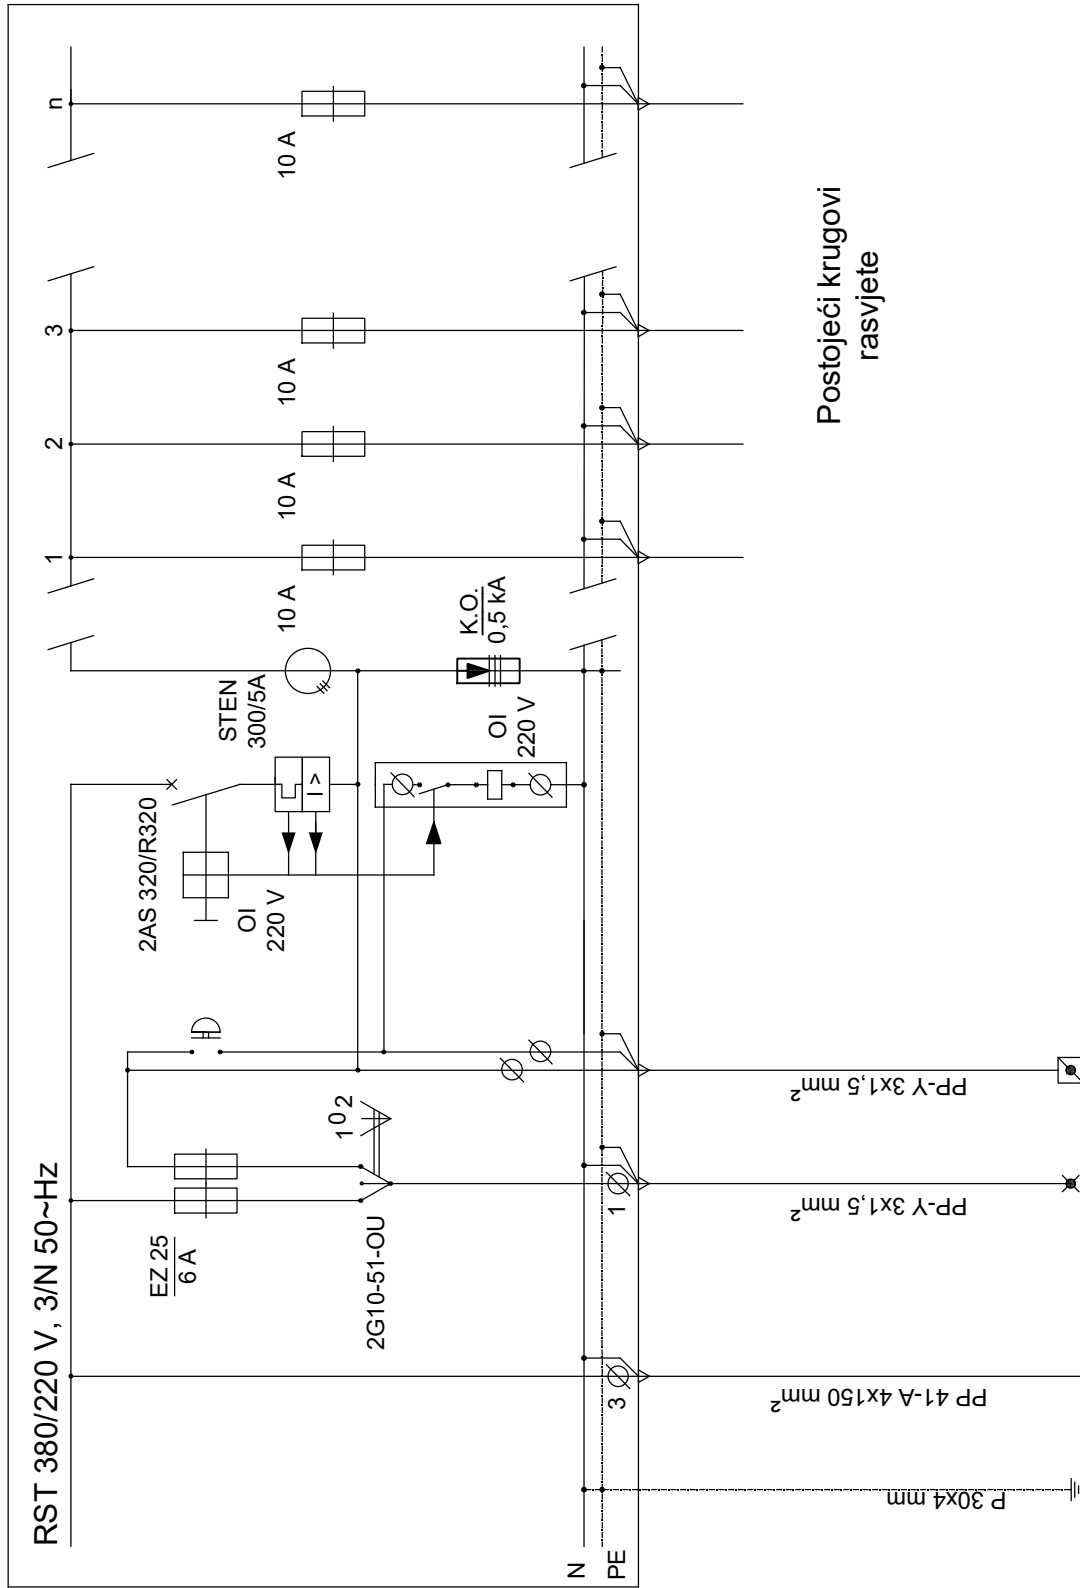 RST 380/220 V, 3/N 50~Hz
EZ 25
6 A
2G10-51-OU
1 0 2
2AS 320/R320
OI
220 V
I >
STEN
300/5A
K.O.
0,5 kA
OI
220 V
1
2
3
n
10 A
10 A
10 A
10 A
N
PE
3
1
P 30x4 mm
PP 41-A 4x150 mm²
PP-Y 3x1,5 mm²
PP-Y 3x1,5 mm²
Postojeći krugovi
rasvjete